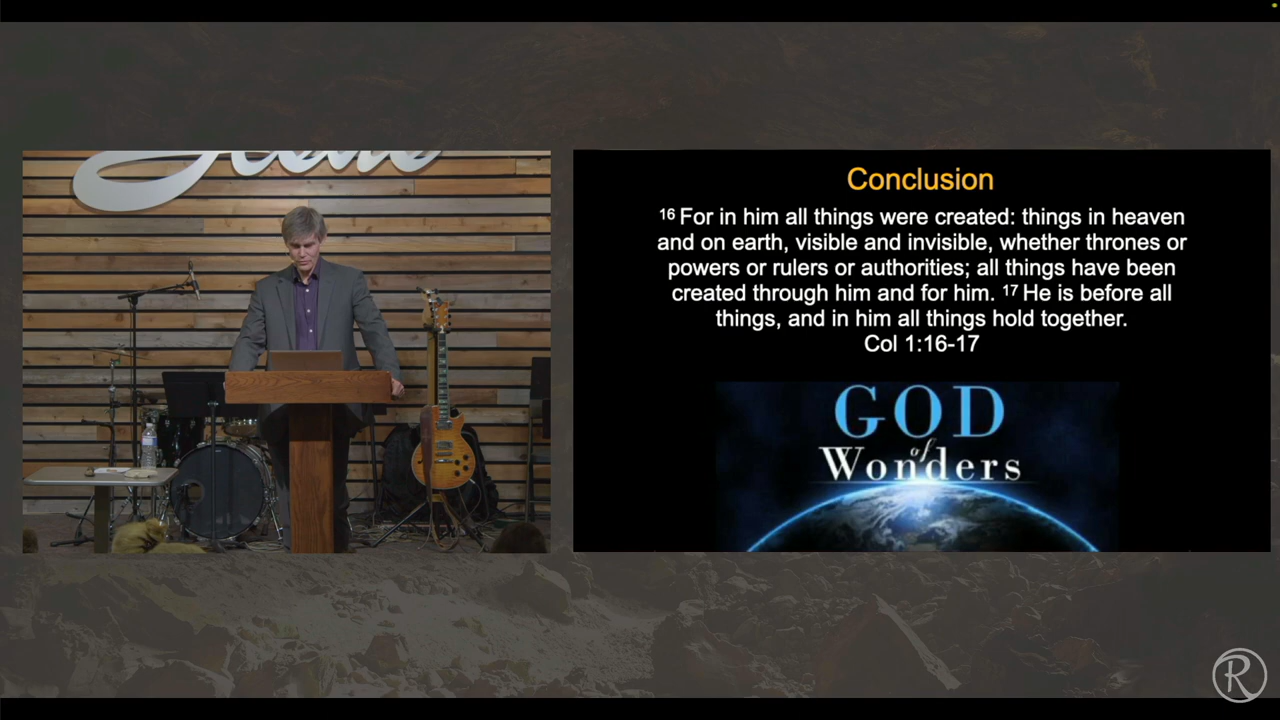 Conclusion
16 For in him all things were created: things in heaven
and on earth, visible and invisible, whether thrones or
powers or rulers or authorities; all things have been
created through him and for him. 17 He is before all
things, and in him all things hold together.
Col 1:16-17
GOD
of
Wonders
R